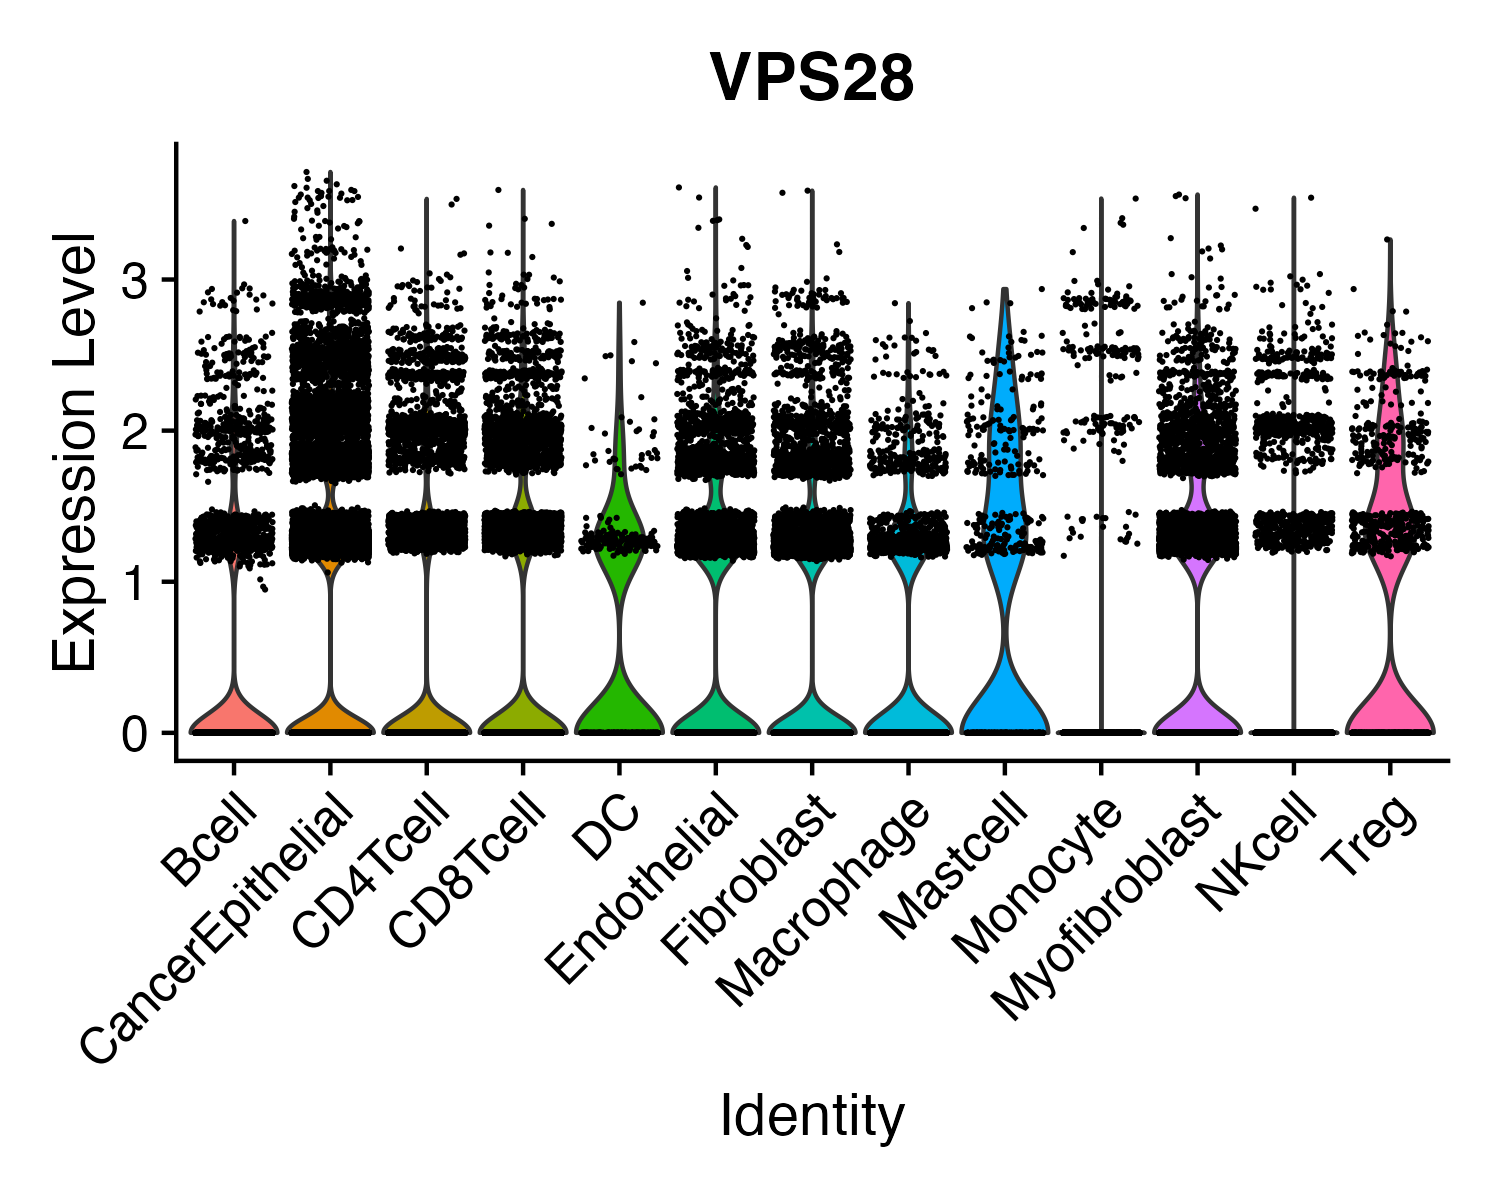 VPS28
Expression Level
3
2
1
0
Bcell
CancerEpithelial
CD4Tcell
CD8Tcell
DC
Endothelial
Fibroblast
Macrophage
Mastcell
Monocyte
Myofibroblast
NKcell
Treg
Identity